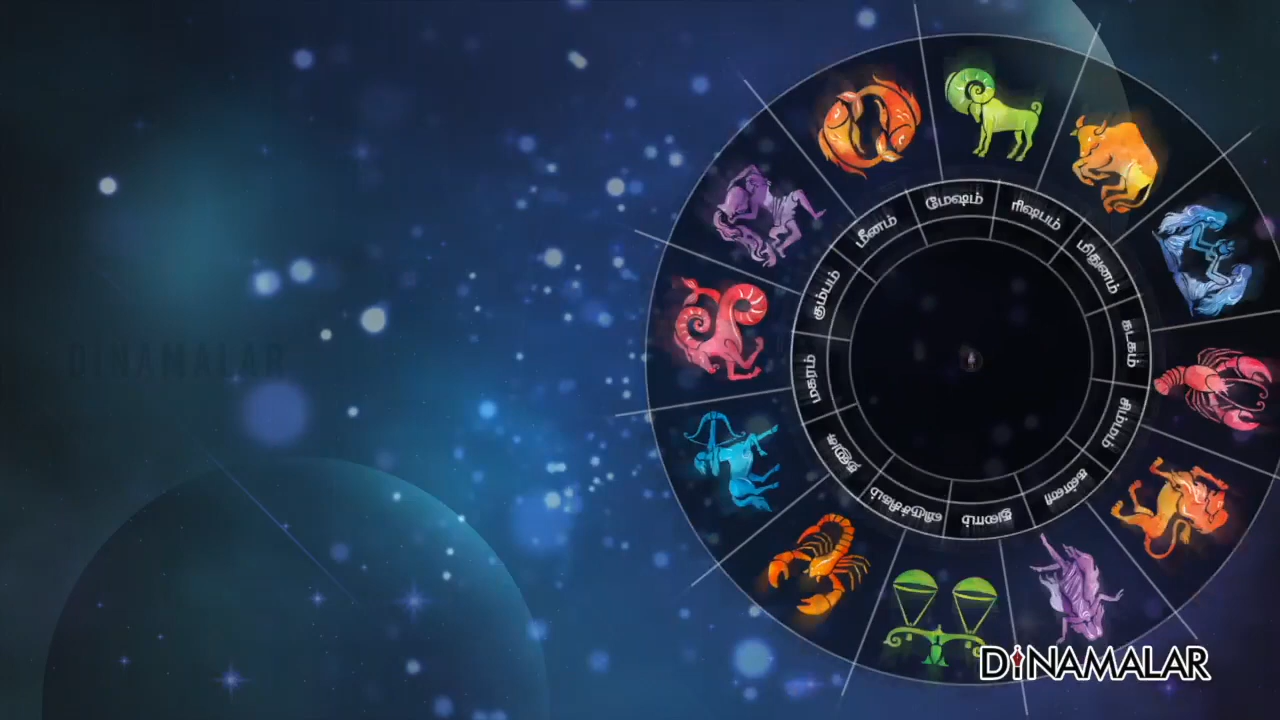 மேஷம்
ரிஷபம்
மிதுனம்
கடகம்
சிம்மம்
கன்னி
துலாம்
விருச்சிகம்
தனுசு
மகரம்
கும்பம்
மீனம்
DINAMALAR
DINAMALAR